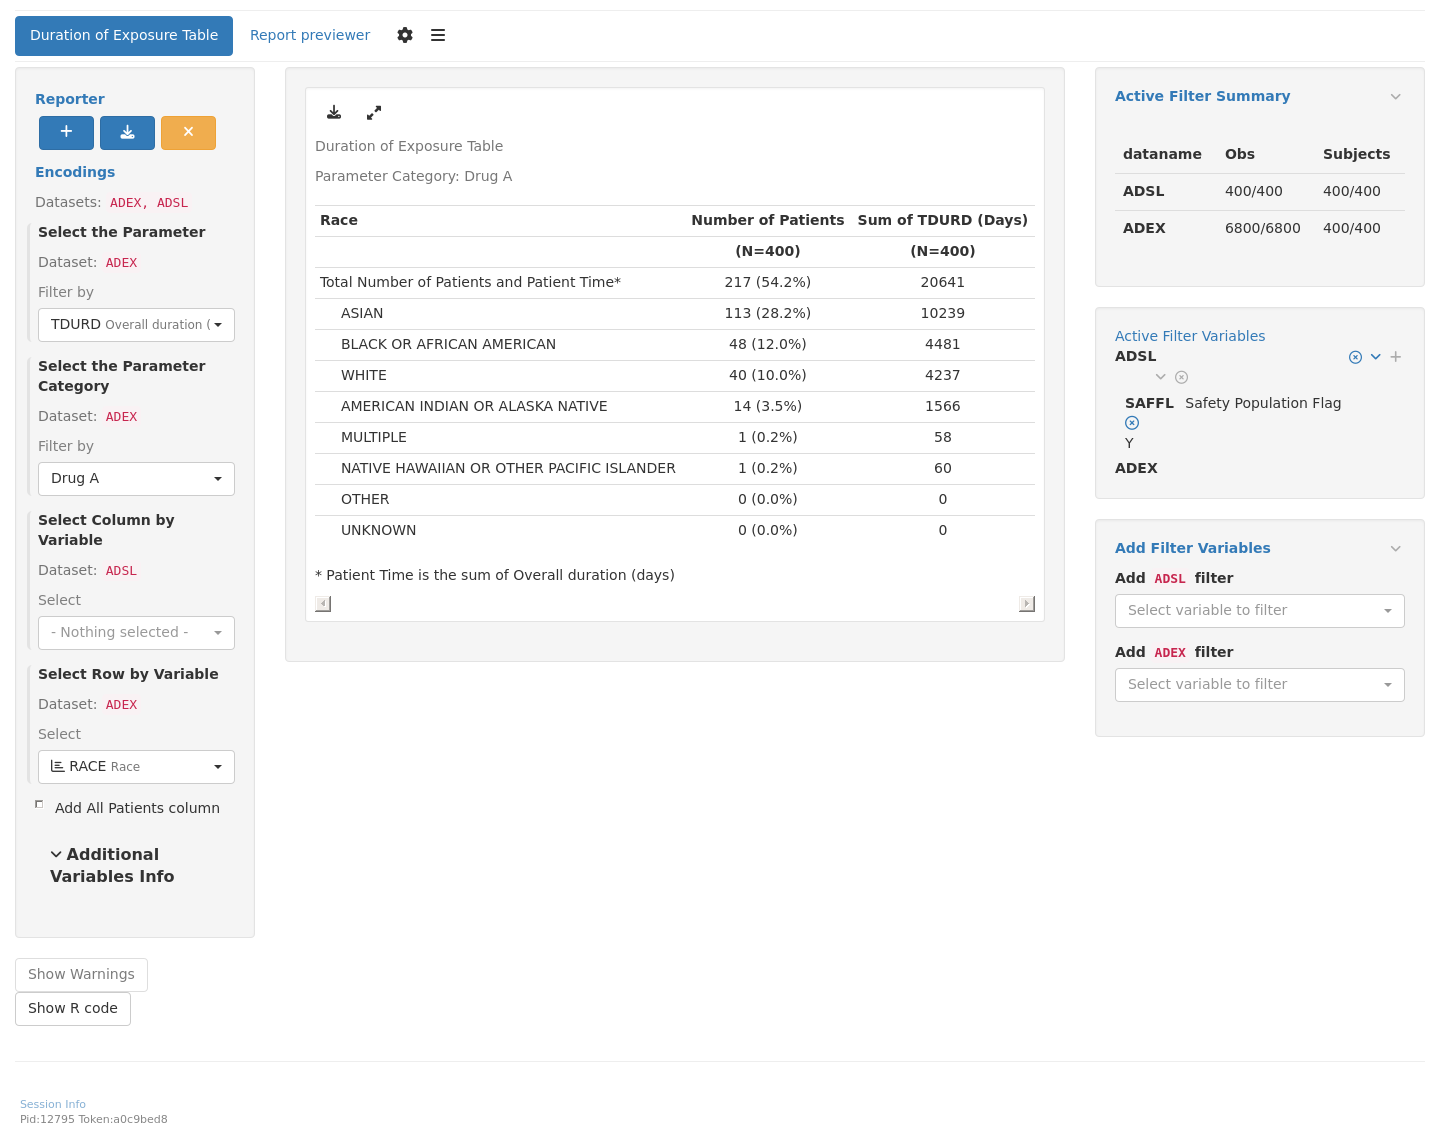 Duration of Exposure Table
Report previewer
Reporter
Encodings
Datasets: ADEX, ADSL
Select the Parameter
Dataset: ADEX
Filter by
TDURD Overall duration (
Select the Parameter
Category
Dataset: ADEX
Filter by
Drug A
Select Column by
Variable
Dataset: ADSL
Select
- Nothing selected -
Select Row by Variable
Dataset: ADEX
Select
RACE Race
Add All Patients column
Additional
Variables Info
Show Warnings
Show R code
Duration of Exposure Table
Parameter Category: Drug A
Race Number of Patients Sum of TDURD (Days)
(N=400) (N=400)
Total Number of Patients and Patient Time* 217 (54.2%) 20641
ASIAN 113 (28.2%) 10239
BLACK OR AFRICAN AMERICAN 48 (12.0%) 4481
WHITE 40 (10.0%) 4237
AMERICAN INDIAN OR ALASKA NATIVE 14 (3.5%) 1566
MULTIPLE 1 (0.2%) 58
NATIVE HAWAIIAN OR OTHER PACIFIC ISLANDER 1 (0.2%) 60
OTHER 0 (0.0%) 0
UNKNOWN 0 (0.0%) 0
* Patient Time is the sum of Overall duration (days)
Active Filter Summary
dataname Obs Subjects
ADSL 400/400 400/400
ADEX 6800/6800 400/400
Active Filter Variables
ADSL
SAFFL Safety Population Flag
Y
ADEX
Add Filter Variables
Add ADSL filter
Select variable to filter
Add ADEX filter
Select variable to filter
Session Info
Pid:12795 Token:a0c9bed8